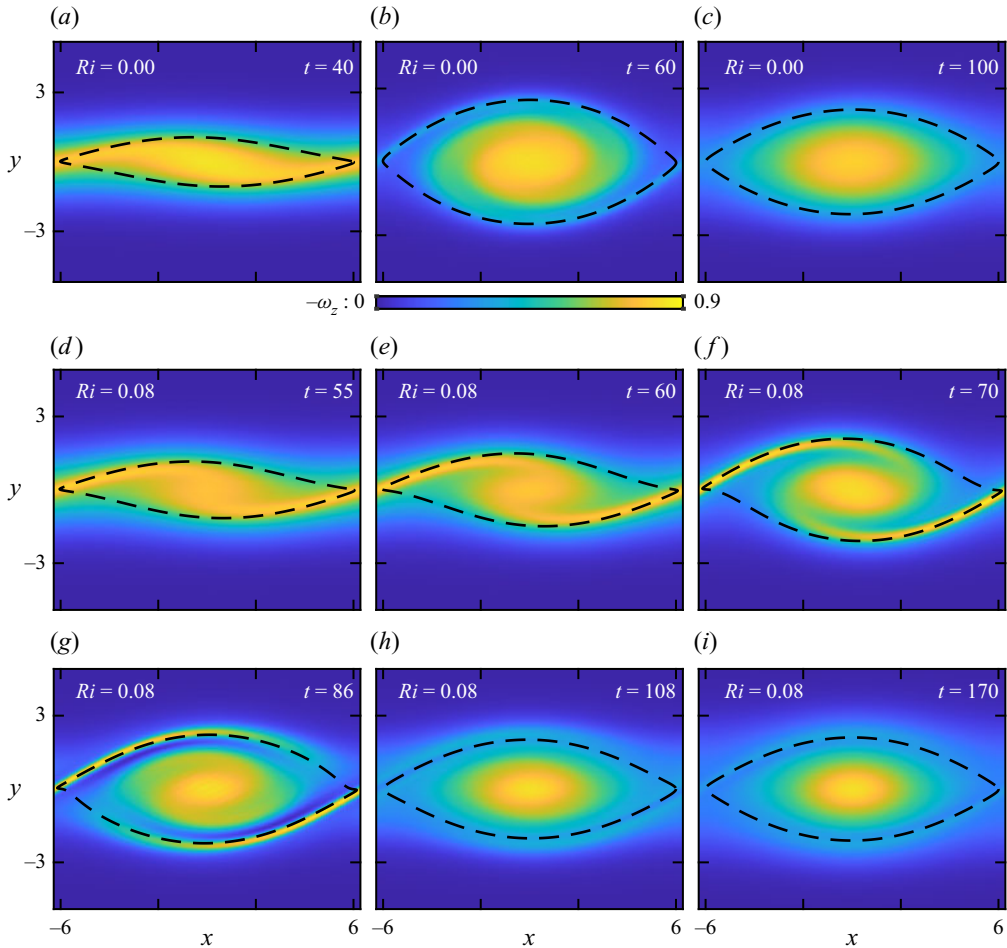 (a) (b) (c)
Ri = 0.00 t = 40 Ri = 0.00 t = 60 Ri = 0.00 t = 100
3
y
–3
–ω_z : 0 0.9
(d) (e) (f)
Ri = 0.08 t = 55 Ri = 0.08 t = 60 Ri = 0.08 t = 70
3
y
–3
(g) (h) (i)
Ri = 0.08 t = 86 Ri = 0.08 t = 108 Ri = 0.08 t = 170
3
y
–3
–6 6 –6 6 –6 6
x x x